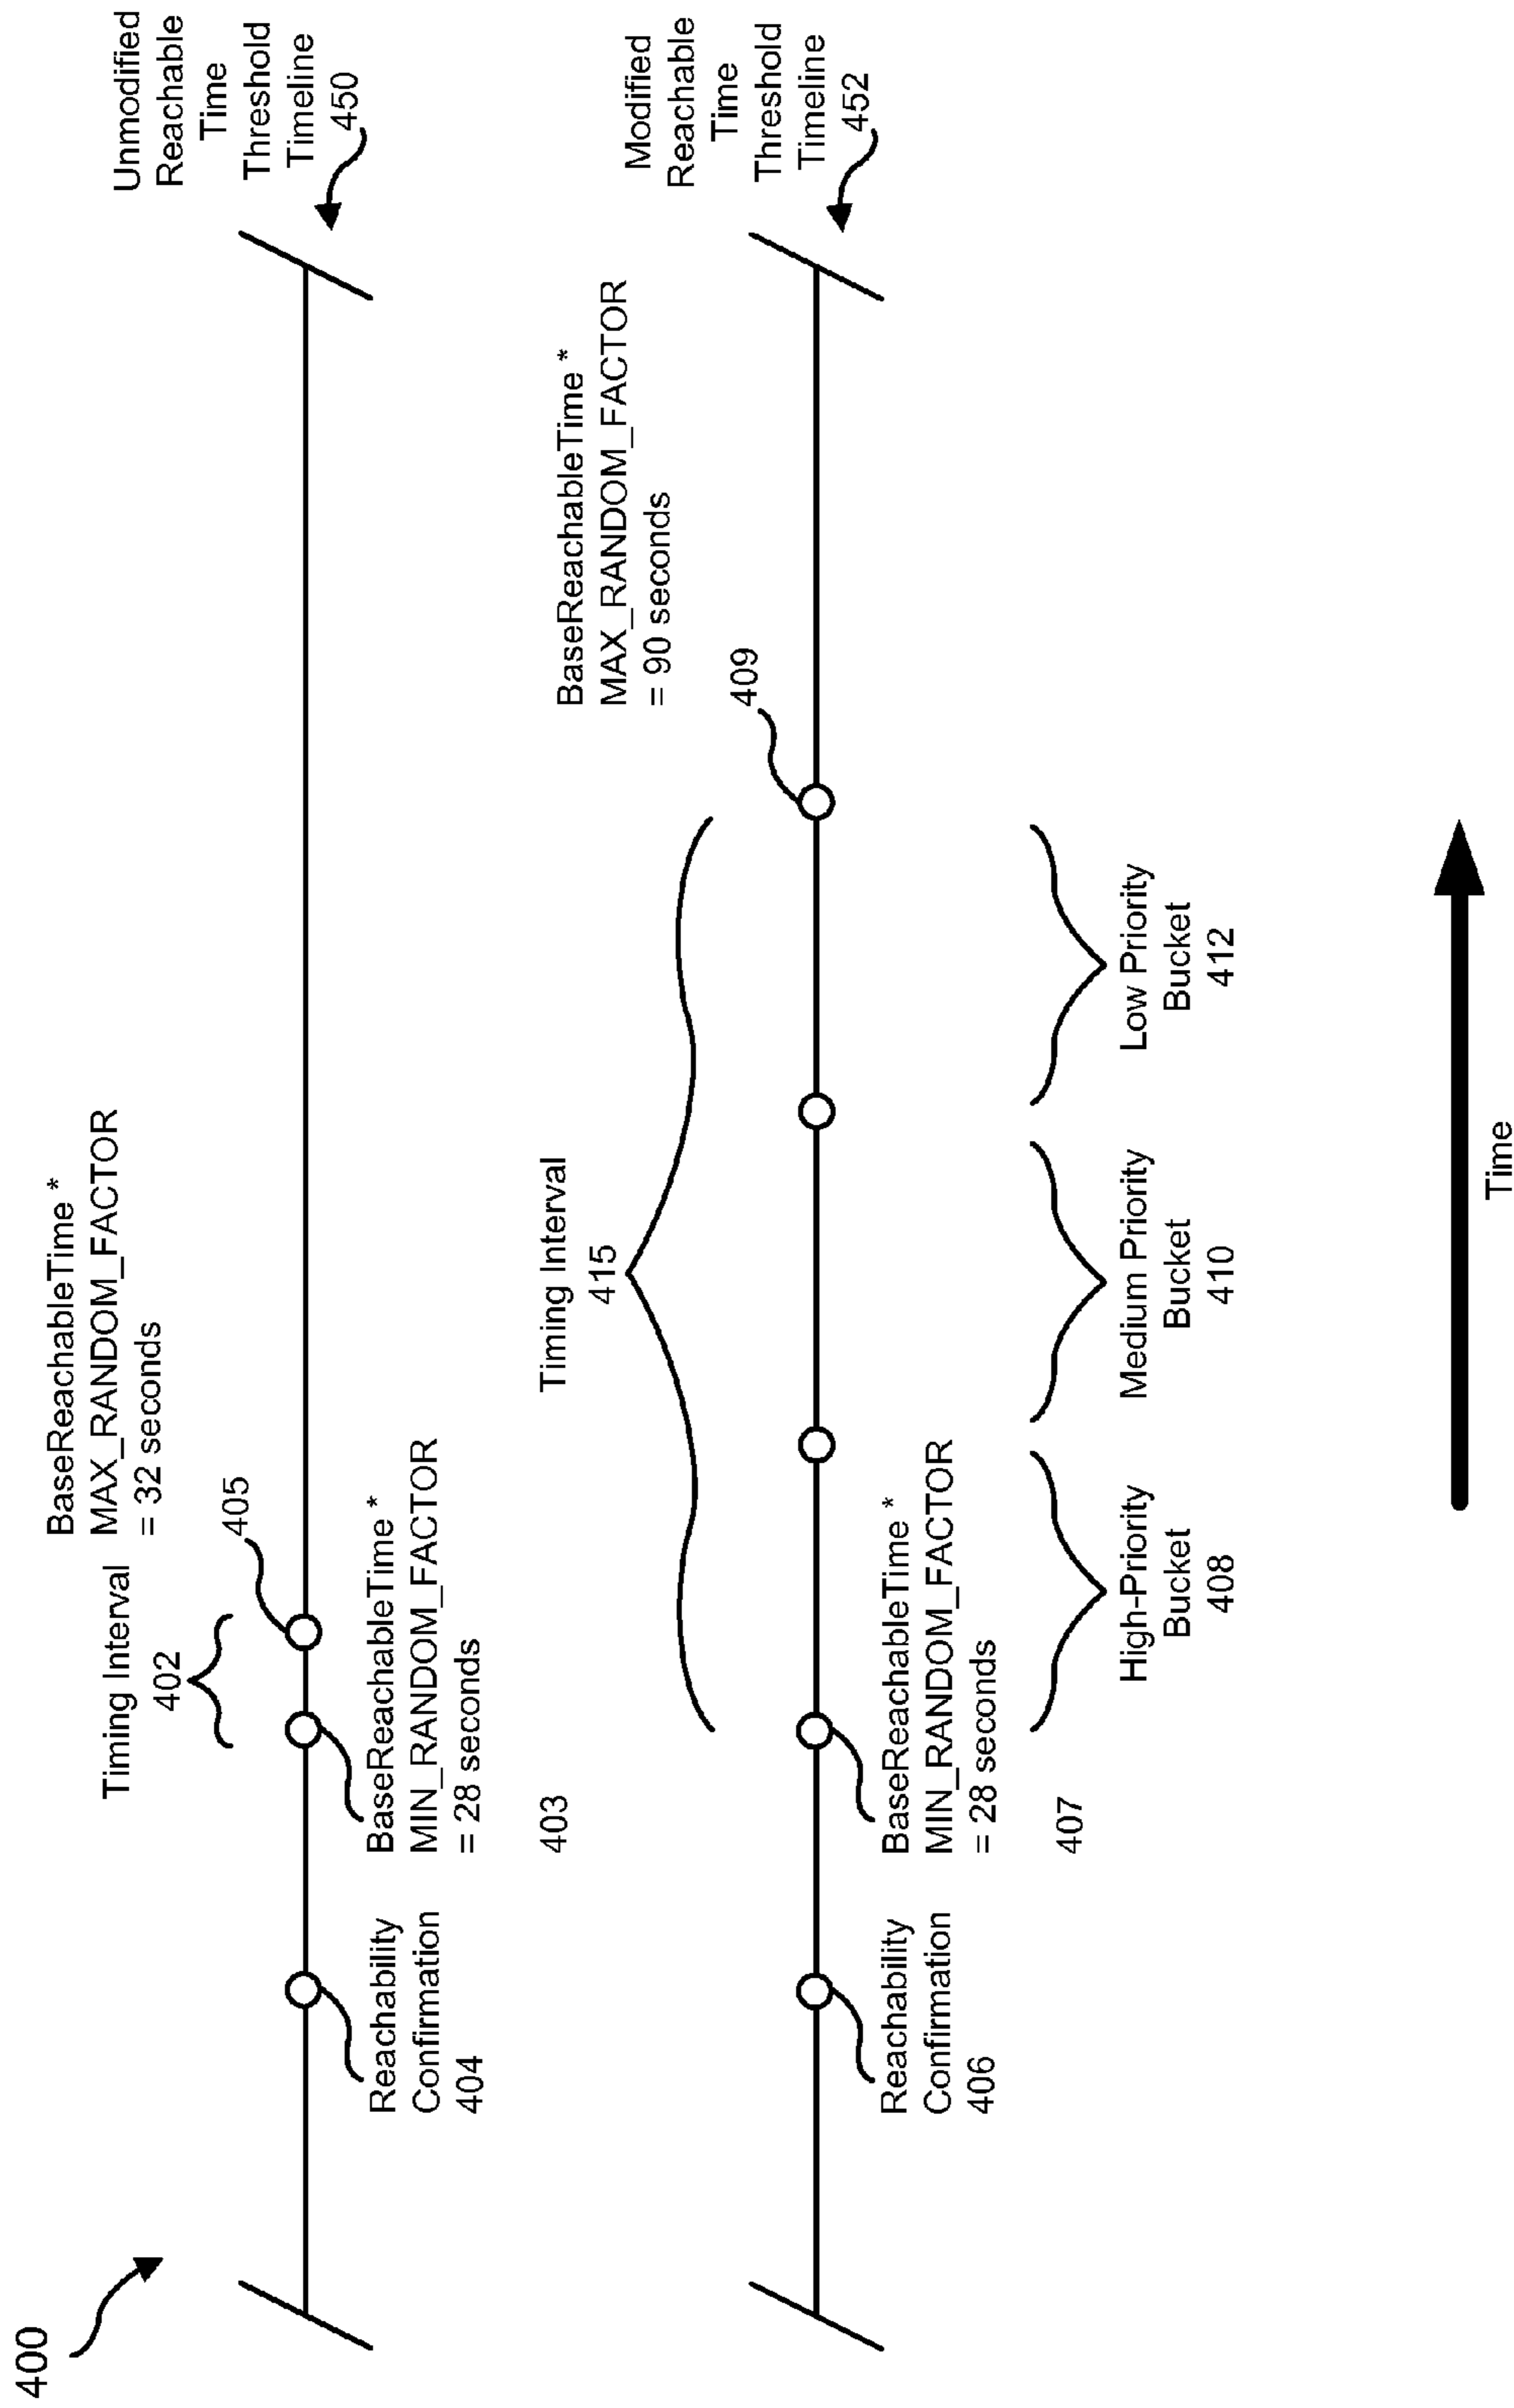 400
BaseReachableTime *
MAX_RANDOM_FACTOR
= 32 seconds
Timing Interval
402
405
Unmodified
Reachable
Time
Threshold
Timeline
450
Reachability
Confirmation
404
BaseReachableTime *
MIN_RANDOM_FACTOR
= 28 seconds
403
Timing Interval
415
BaseReachableTime *
MAX_RANDOM_FACTOR
= 90 seconds
409
Modified
Reachable
Time
Threshold
Timeline
452
Reachability
Confirmation
406
BaseReachableTime *
MIN_RANDOM_FACTOR
= 28 seconds
407
High-Priority
Bucket
408
Medium Priority
Bucket
410
Low Priority
Bucket
412
Time